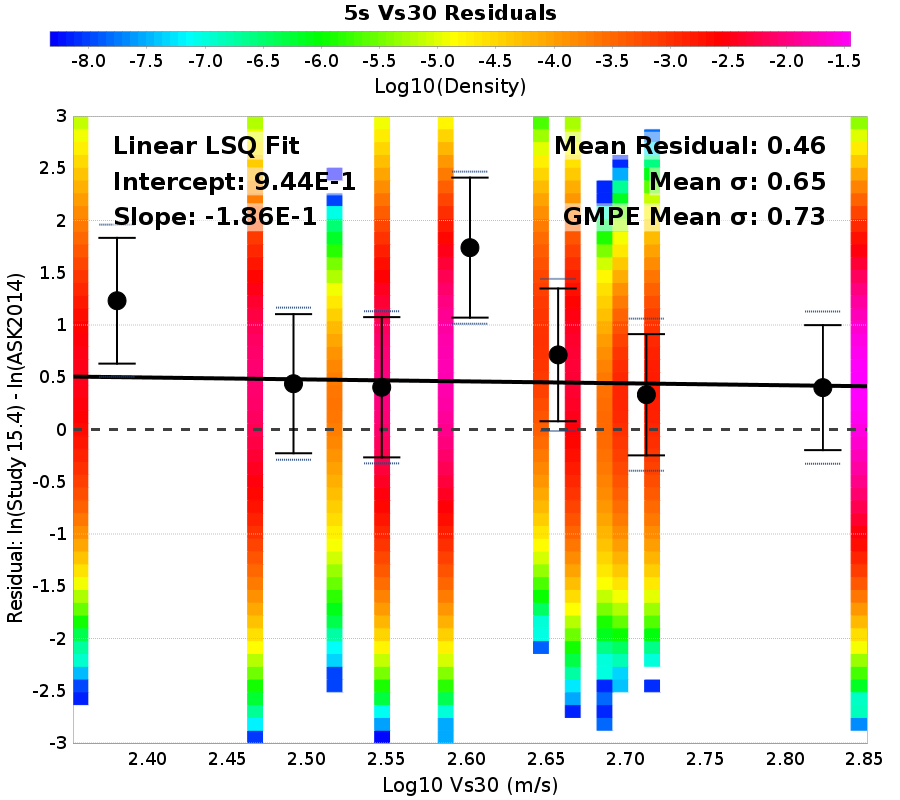 5s Vs30 Residuals
-8.0 -7.5 -7.0 -6.5 -6.0 -5.5 -5.0 -4.5 -4.0 -3.5 -3.0 -2.5 -2.0 -1.5
Log10(Density)
Linear LSQ Fit
Intercept: 9.44E-1
Slope: -1.86E-1
Mean Residual: 0.46
Mean σ: 0.65
GMPE Mean σ: 0.73
Residual: ln(Study 15.4) - ln(ASK2014)
3
2.5
2
1.5
1
0.5
0
-0.5
-1
-1.5
-2
-2.5
-3
2.40 2.45 2.50 2.55 2.60 2.65 2.70 2.75 2.80 2.85
Log10 Vs30 (m/s)